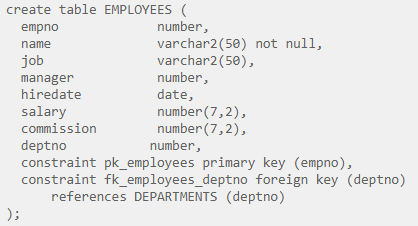 create table EMPLOYEES (
  empno             number,
  name              varchar2(50) not null,
  job               varchar2(50),
  manager           number,
  hiredate          date,
  salary            number(7,2),
  commission        number(7,2),
  deptno           number,
  constraint pk_employees primary key (empno),
  constraint fk_employees_deptno foreign key (deptno)
      references DEPARTMENTS (deptno)
);